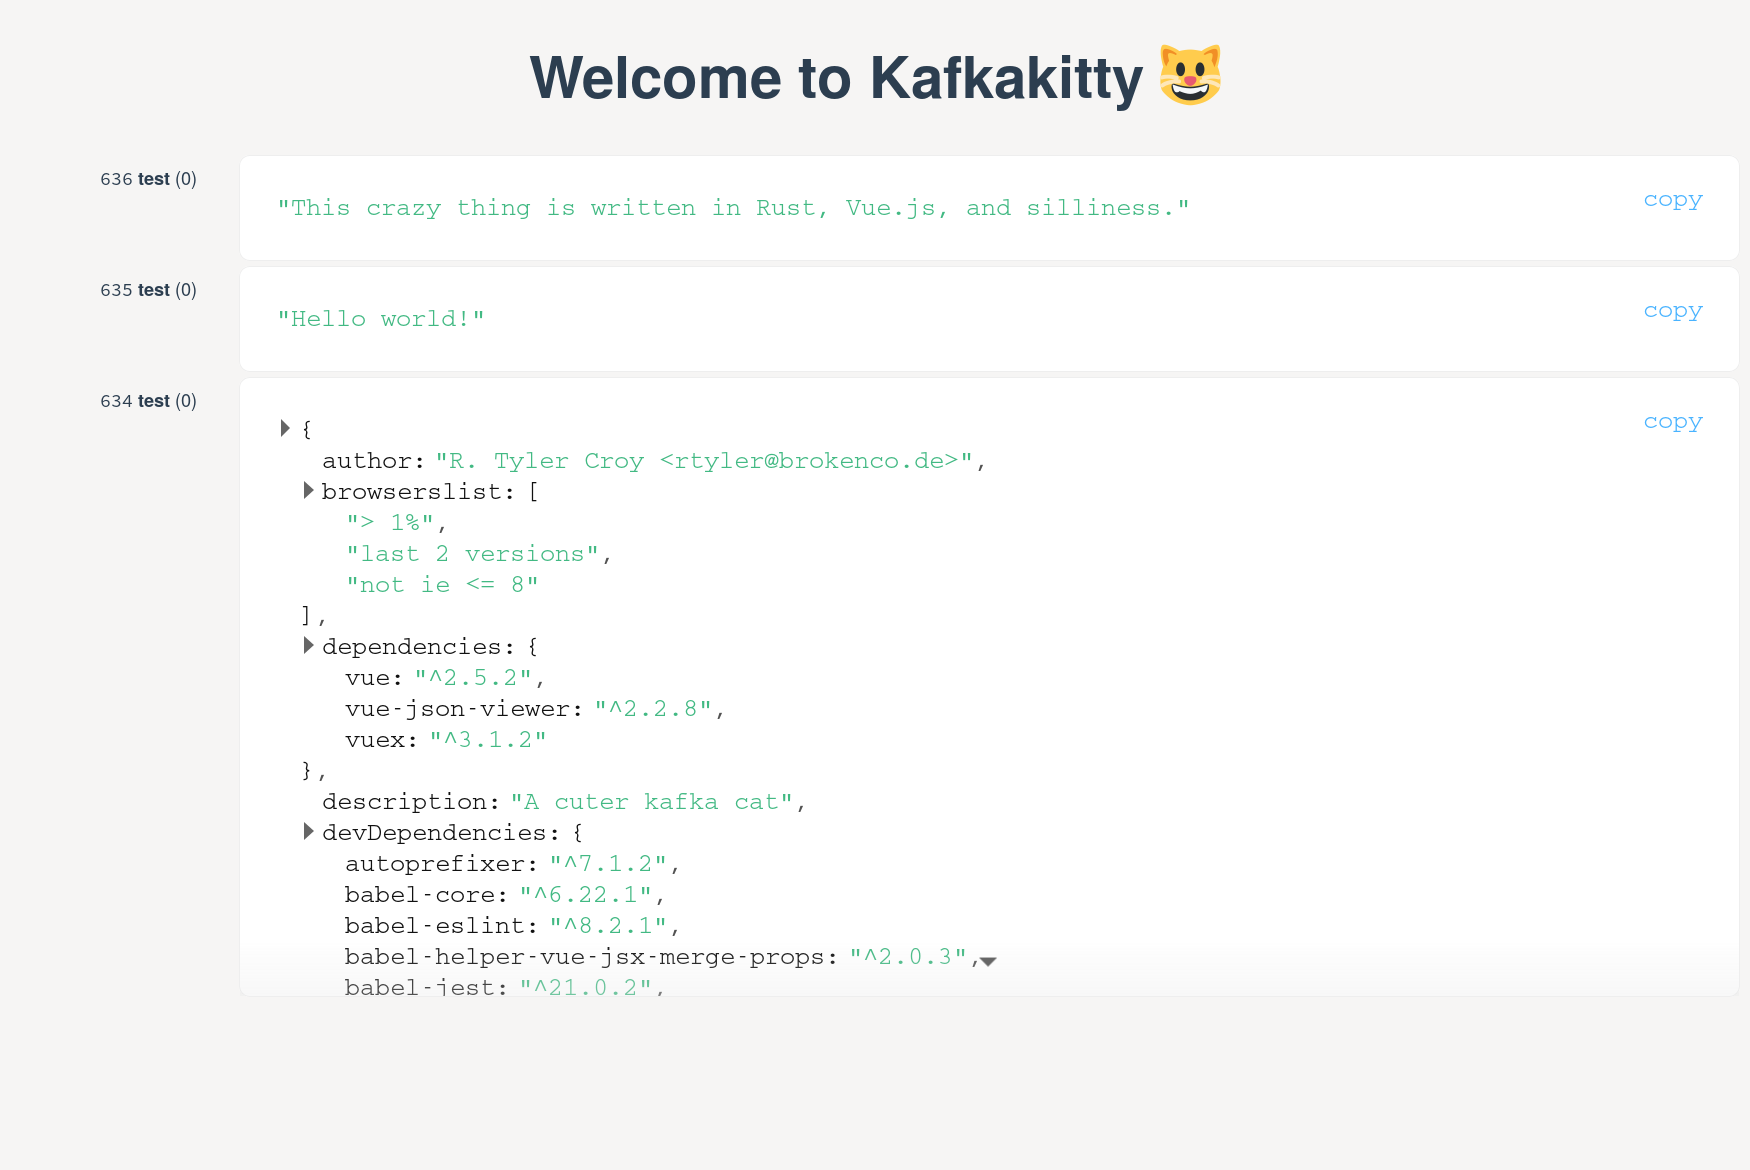 Welcome to Kafkakitty 😺
636 test (0)
"This crazy thing is written in Rust, Vue.js, and silliness."
copy
635 test (0)
"Hello world!"
copy
634 test (0)
copy
{
author: "R. Tyler Croy <rtyler@brokenco.de>",
browserslist: [
"> 1%",
"last 2 versions",
"not ie <= 8"
],
dependencies: {
vue: "^2.5.2",
vue-json-viewer: "^2.2.8",
vuex: "^3.1.2"
},
description: "A cuter kafka cat",
devDependencies: {
autoprefixer: "^7.1.2",
babel-core: "^6.22.1",
babel-eslint: "^8.2.1",
babel-helper-vue-jsx-merge-props: "^2.0.3",
babel-jest: "^21.0.2",